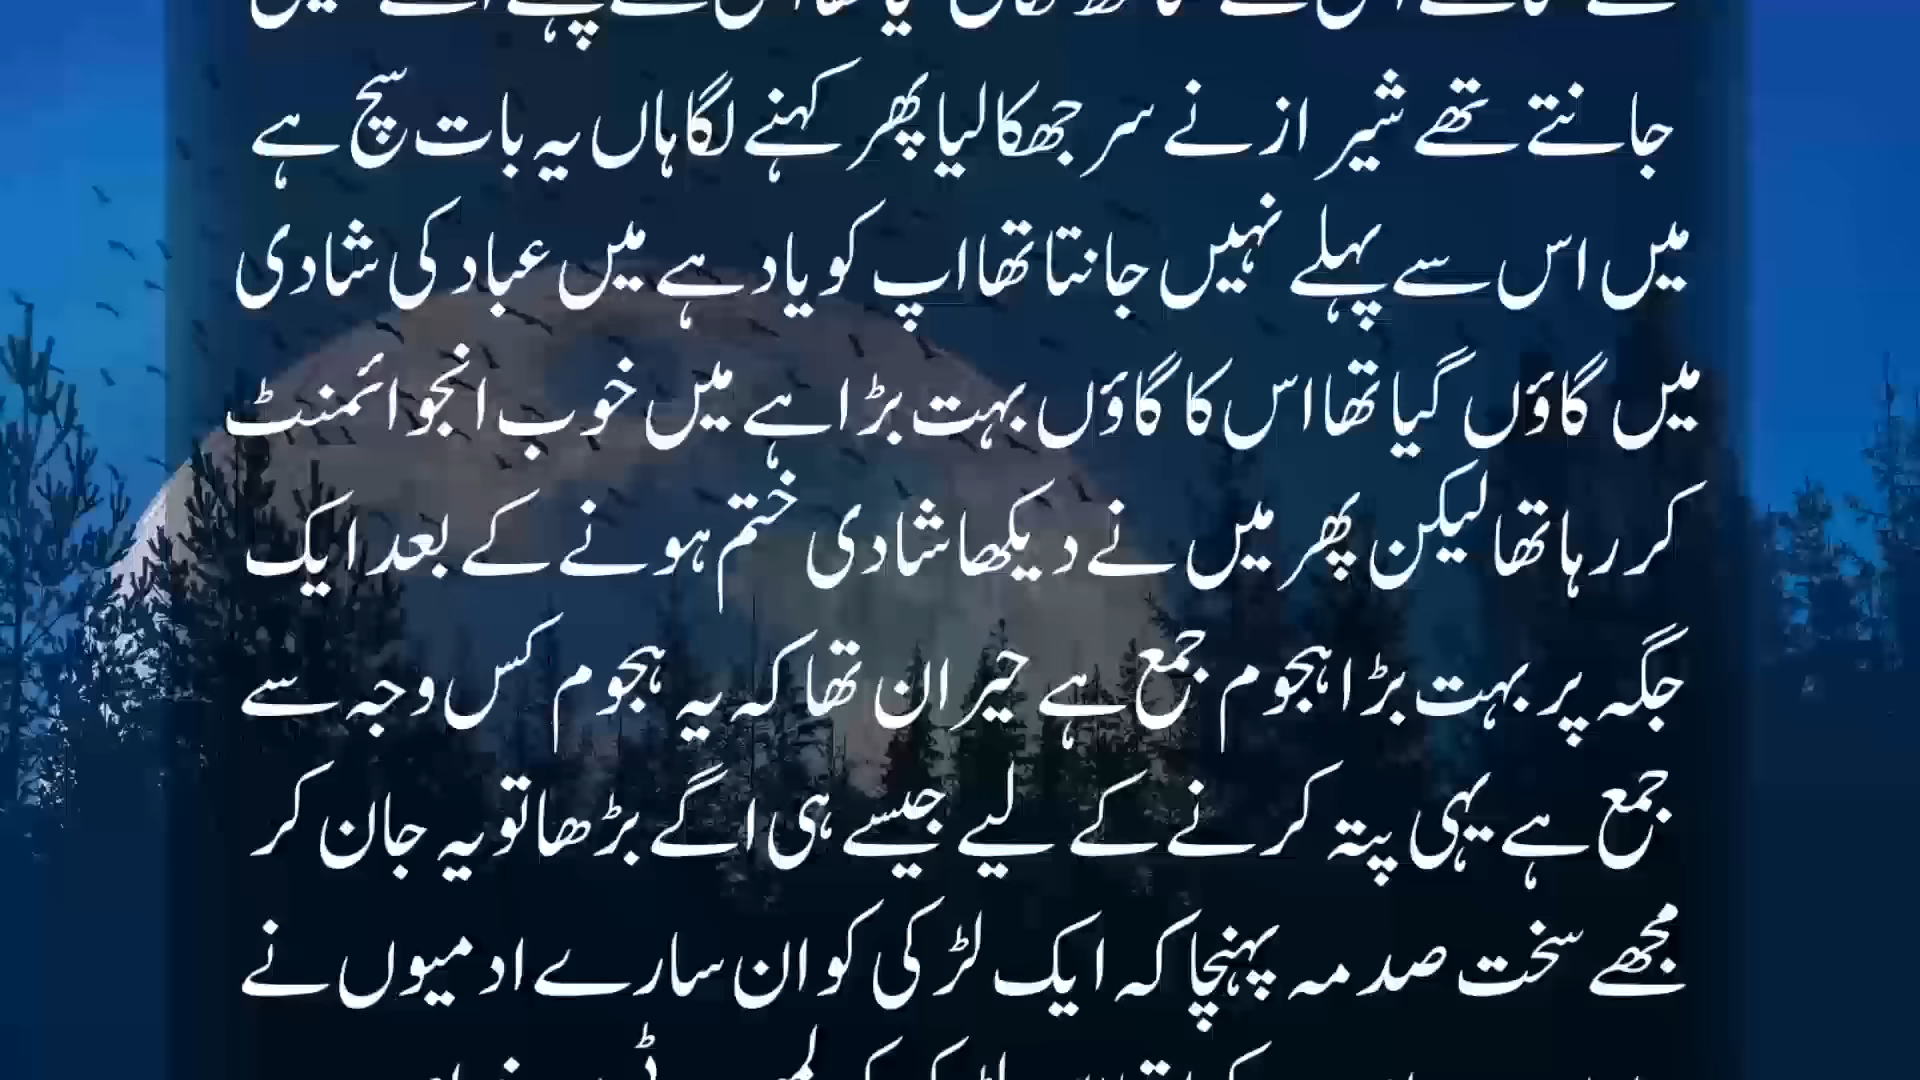 جانتے تھے شیراز نے سر جھکا لیا پھر کہنے لگا ہاں یہ بات سچ ہے
میں اس سے پہلے نہیں جانتا تھا اپ کو یاد ہے میں عباد کی شادی
میں گاؤں گیا تھا اس کا گاؤں بہت بڑا ہے میں خوب انجوائمنٹ
کر رہا تھا لیکن پھر میں نے دیکھا شادی ختم ہونے کے بعد ایک
جگہ پر بہت بڑا ہجوم جمع ہے حیران تھا کہ یہ ہجوم کس وجہ سے
جمع ہے یہی پتہ کرنے کے لیے جیسے ہی اگے بڑھا تو یہ جان کر
مجھے سخت صدمہ پہنچا کہ ایک لڑکی کو ان سارے ادمیوں نے